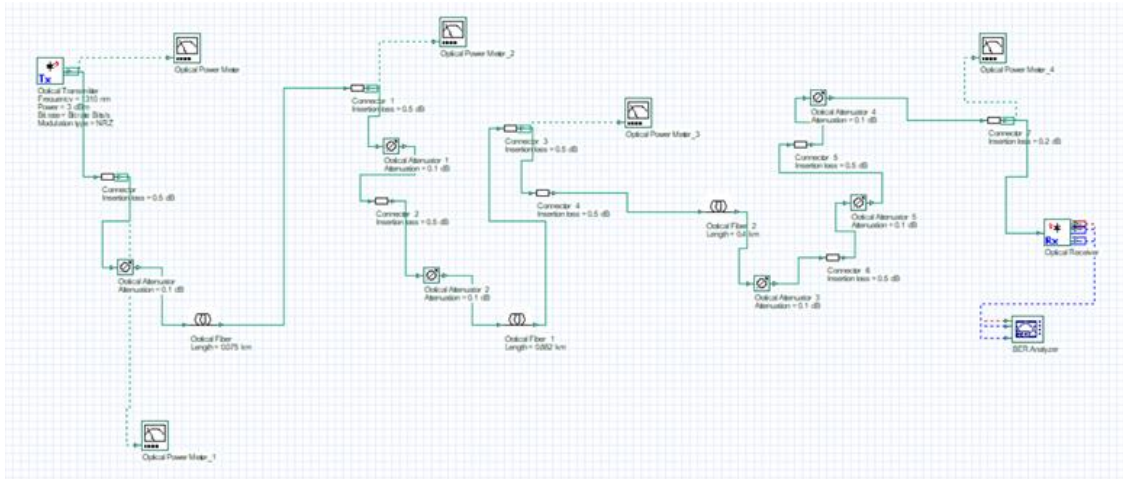 Optical Power Meter
Optical Power Meter_2
Optical Power Meter_4
Tx
Optical Transmitter
Frequency = 1310 nm
Power = 3 dBm
Modulation type = NRZ
Connector 1
Insertion loss = 0.5 dB
Optical Power Meter_3
Optical Attenuator 4
Attenuation = 0.1 dB
Connector 7
Insertion loss = 0.2 dB
Connector 3
Insertion loss = 0.5 dB
Optical Attenuator 1
Attenuation = 0.1 dB
Connector 5
Insertion loss = 0.5 dB
Connector
Insertion loss = 0.5 dB
Connector 2
Insertion loss = 0.5 dB
Connector 4
Insertion loss = 0.5 dB
Optical Attenuator 5
Attenuation = 0.1 dB
Optical Fiber 2
Rx
Optical Receiver
Connector 6
Insertion loss = 0.5 dB
Optical Attenuator
Attenuation = 0.1 dB
Optical Attenuator 2
Attenuation = 0.1 dB
Optical Attenuator 3
Attenuation = 0.1 dB
Optical Fiber
Length = 0.075 km
Optical Fiber 1
BER Analyzer
Optical Power Meter_1